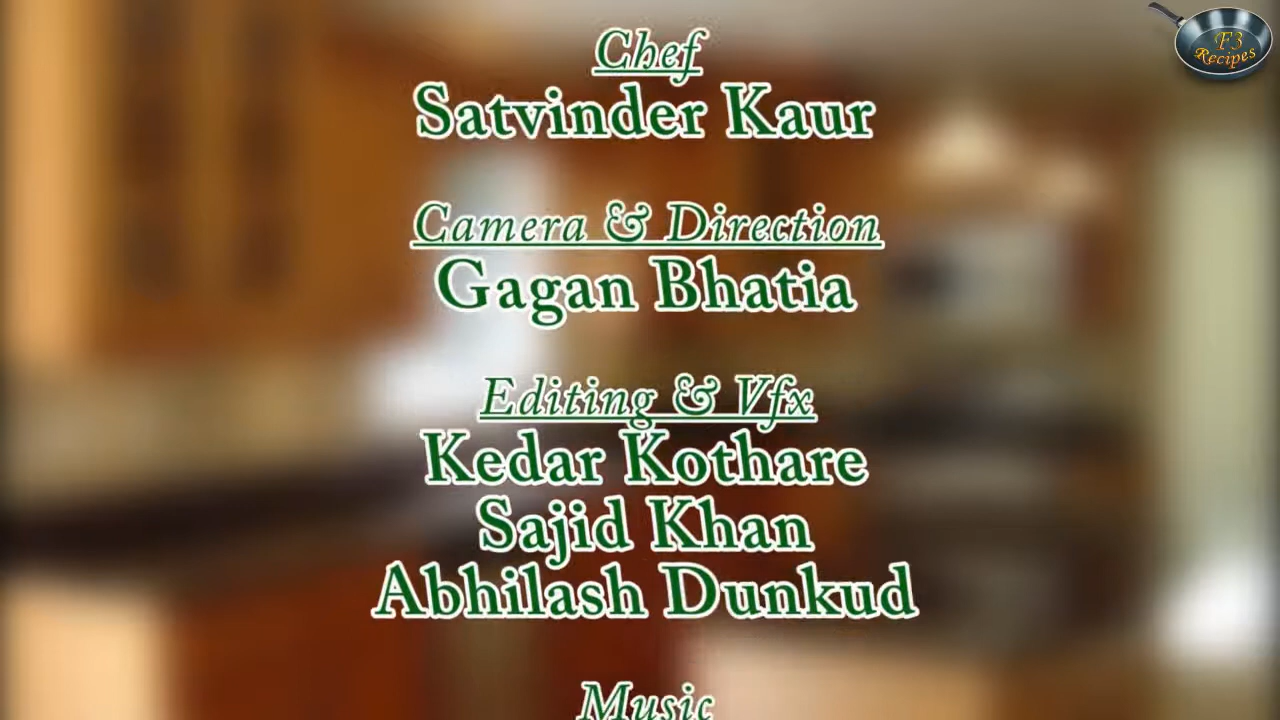 F3
Recipes
Chef
Satvinder Kaur
Camera & Direction
Gagan Bhatia
Editing & Vfx
Kedar Kothare
Sajid Khan
Abhilash Dunkud
Music